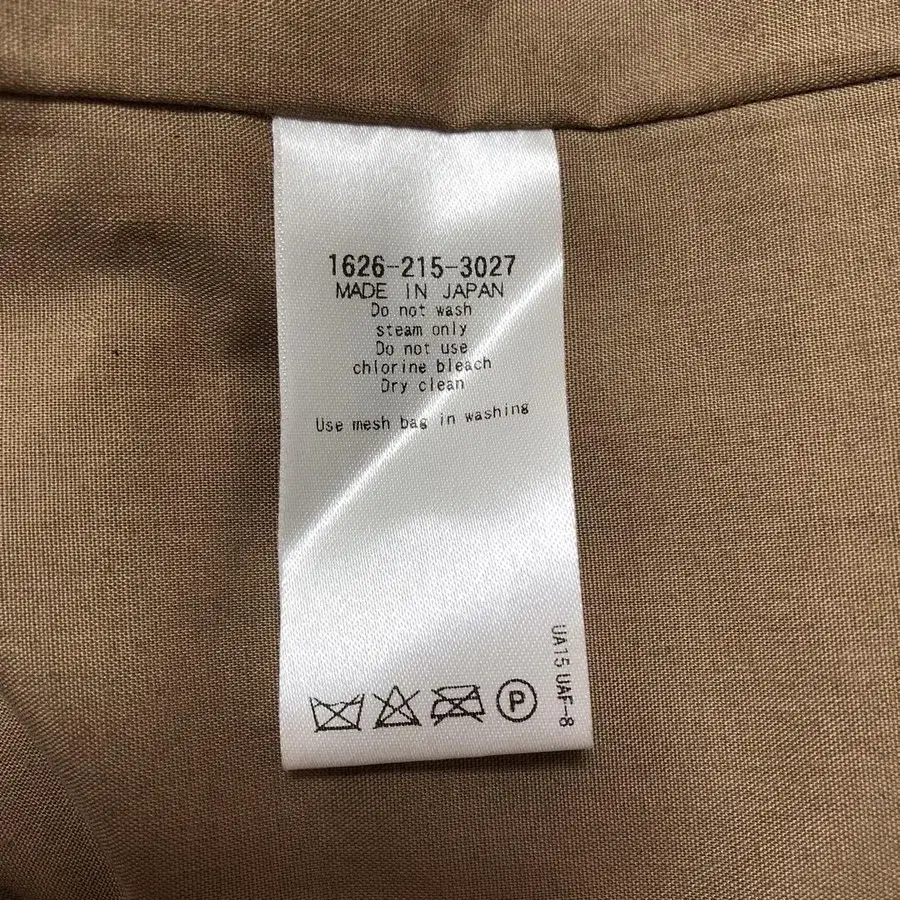 1626-215-3027
MADE IN JAPAN
Do not wash
steam only
Do not use
chlorine bleach
Dry clean
Use mesh bag in washing
UA15 UAF-8
P